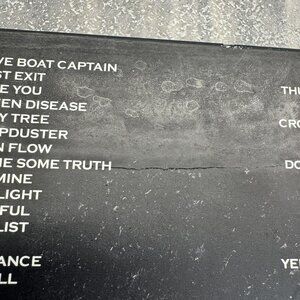 VE BOAT CAPTAIN
ST EXIT
E YOU
EN DISEASE
Y TREE
PDUSTER
N FLOW
E SOME TRUTH
MINE
LIGHT
FUL
LIST
ANCE
LL
THU
CRO
DO
YE